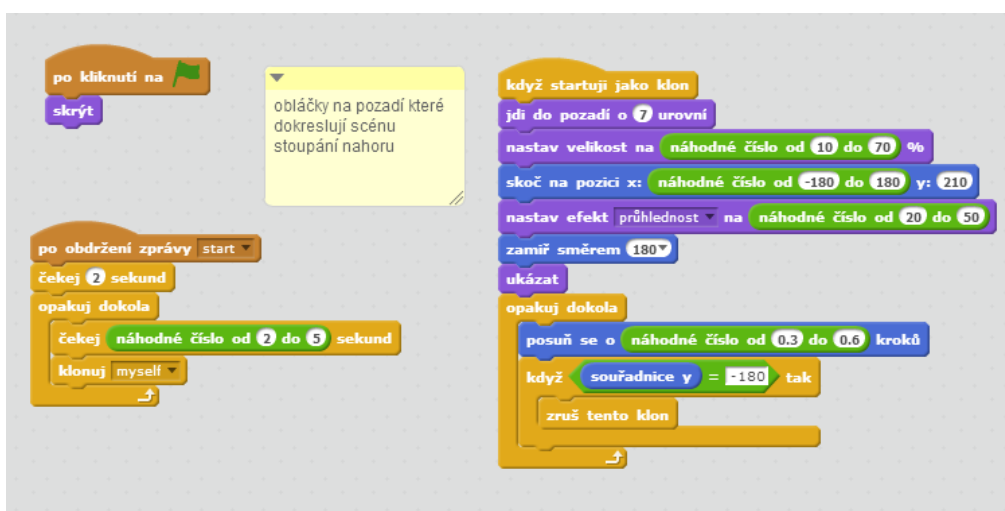 po kliknutí na
skrýt
obláčky na pozadí které
dokreslují scénu
stoupání nahoru
po obdržení zprávy start
čekej 2 sekund
opakuj dokola
čekej náhodné číslo od 2 do 5 sekund
klonuj myself
když startuji jako klon
jdi do pozadí o 7 urovní
nastav velikost na náhodné číslo od 10 do 70 %
skoč na pozici x: náhodné číslo od -180 do 180 y: 210
nastav efekt průhlednost na náhodné číslo od 20 do 50
zamiř směrem 180
ukázat
opakuj dokola
posuň se o náhodné číslo od 0.3 do 0.6 kroků
když souřadnice y = -180 tak
zruš tento klon